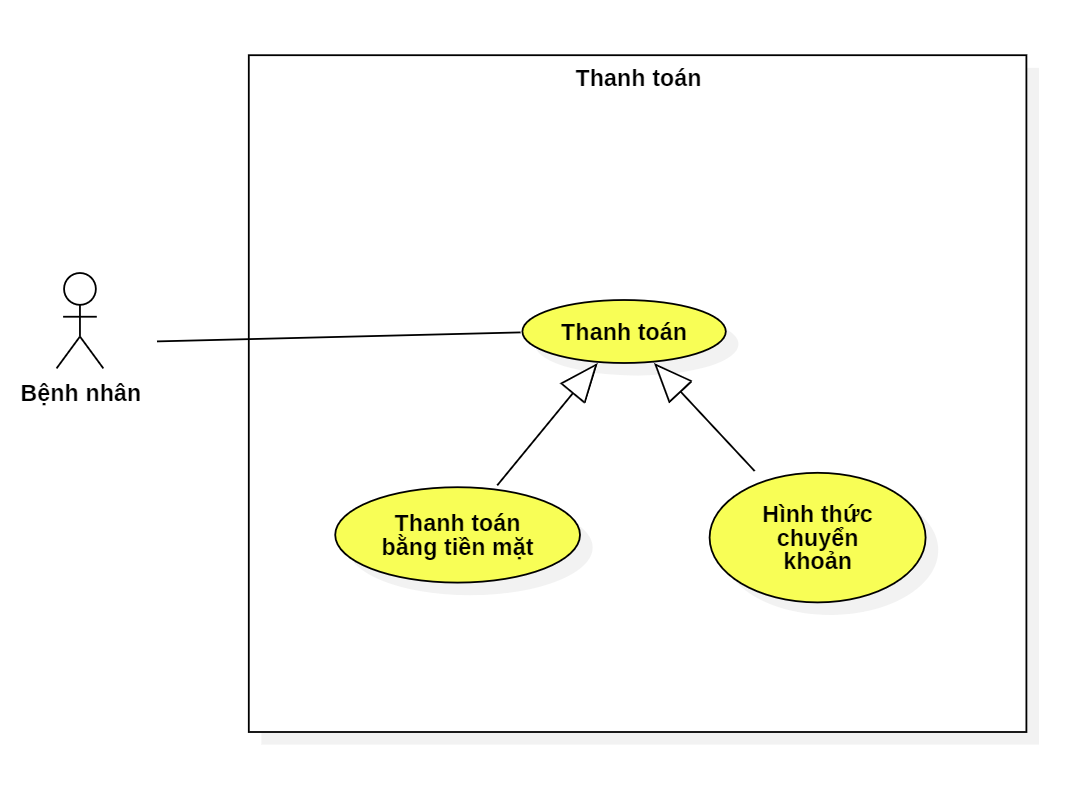 Thanh toán
Thanh toán
Bệnh nhân
Thanh toán
bằng tiền mặt
Hình thức
chuyển
khoản